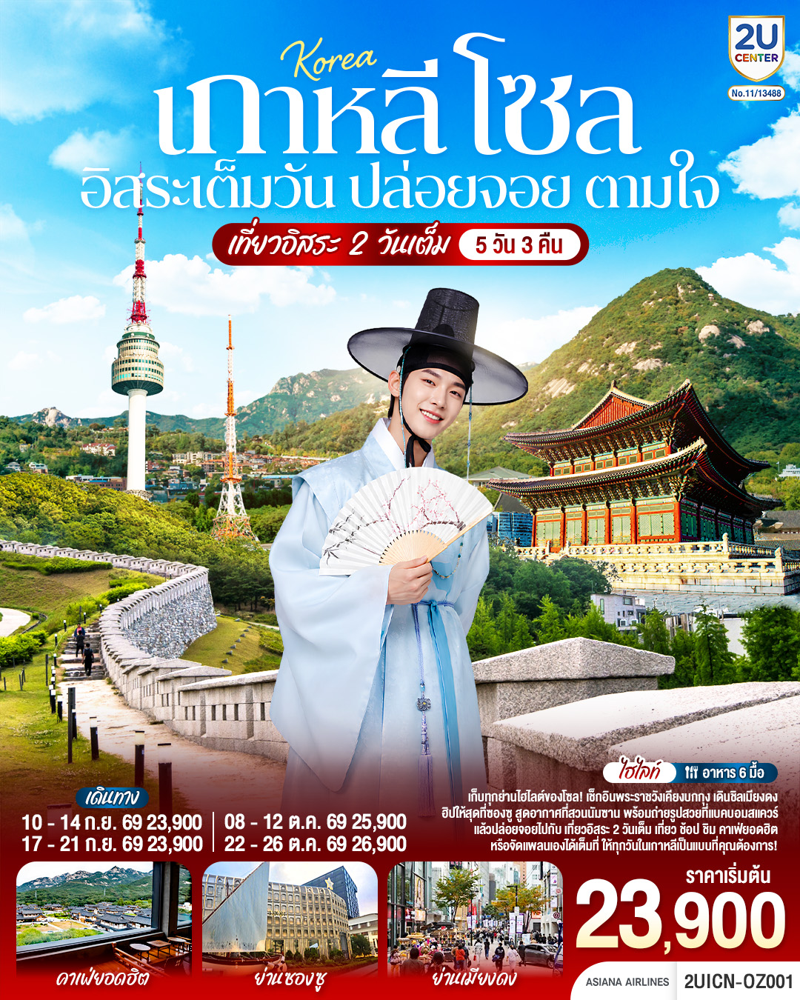 2U
CENTER
No.11/13488
Korea
เกาหลี โซล
อิสระเต็มวัน ปล่อยจอย ตามใจ
เที่ยวอิสระ 2 วันเต็ม 5 วัน 3 คืน
ไฮไลท์ อาหาร 6 มื้อ
เก็บทุกย่านไฮไลต์ของโซล! เช็กอินพระราชวังเคียงบกกุง เดินชิลเมียงดง
ฮิปให้สุดที่ซองซู สูดอากาศที่สวนนัมซาน พร้อมถ่ายรูปสวยที่แบคบอมสแควร์
แล้วปล่อยจอยไปกับ เที่ยวอิสระ 2 วันเต็ม เที่ยว ช้อป ชิม คาเฟ่ยอดฮิต
หรือจัดแพลนเองได้เต็มที่ ให้ทุกวันในเกาหลีเป็นแบบที่คุณต้องการ!
เดินทาง
10 - 14 ก.ย. 69 23,900
17 - 21 ก.ย. 69 23,900
08 - 12 ต.ค. 69 25,900
22 - 26 ต.ค. 69 26,900
คาเฟ่ยอดฮิต
ย่านซองซู
ย่านเมียงดง
ราคาเริ่มต้น
23,900
ASIANA AIRLINES 2UICN-OZ001